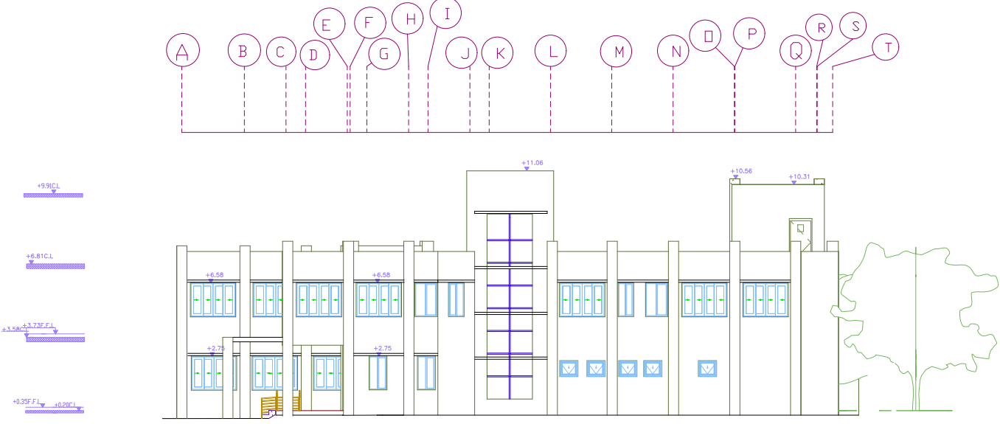 A B C D E F G H I J K L M N O P Q R S T
+11.06
+10.56
+10.31
+9.91C.L
+6.81C.L
+6.58 +6.58
+3.73F.F.L
+3.58C.L
+2.75 +2.75
+0.35F.F.L
+0.20C.L